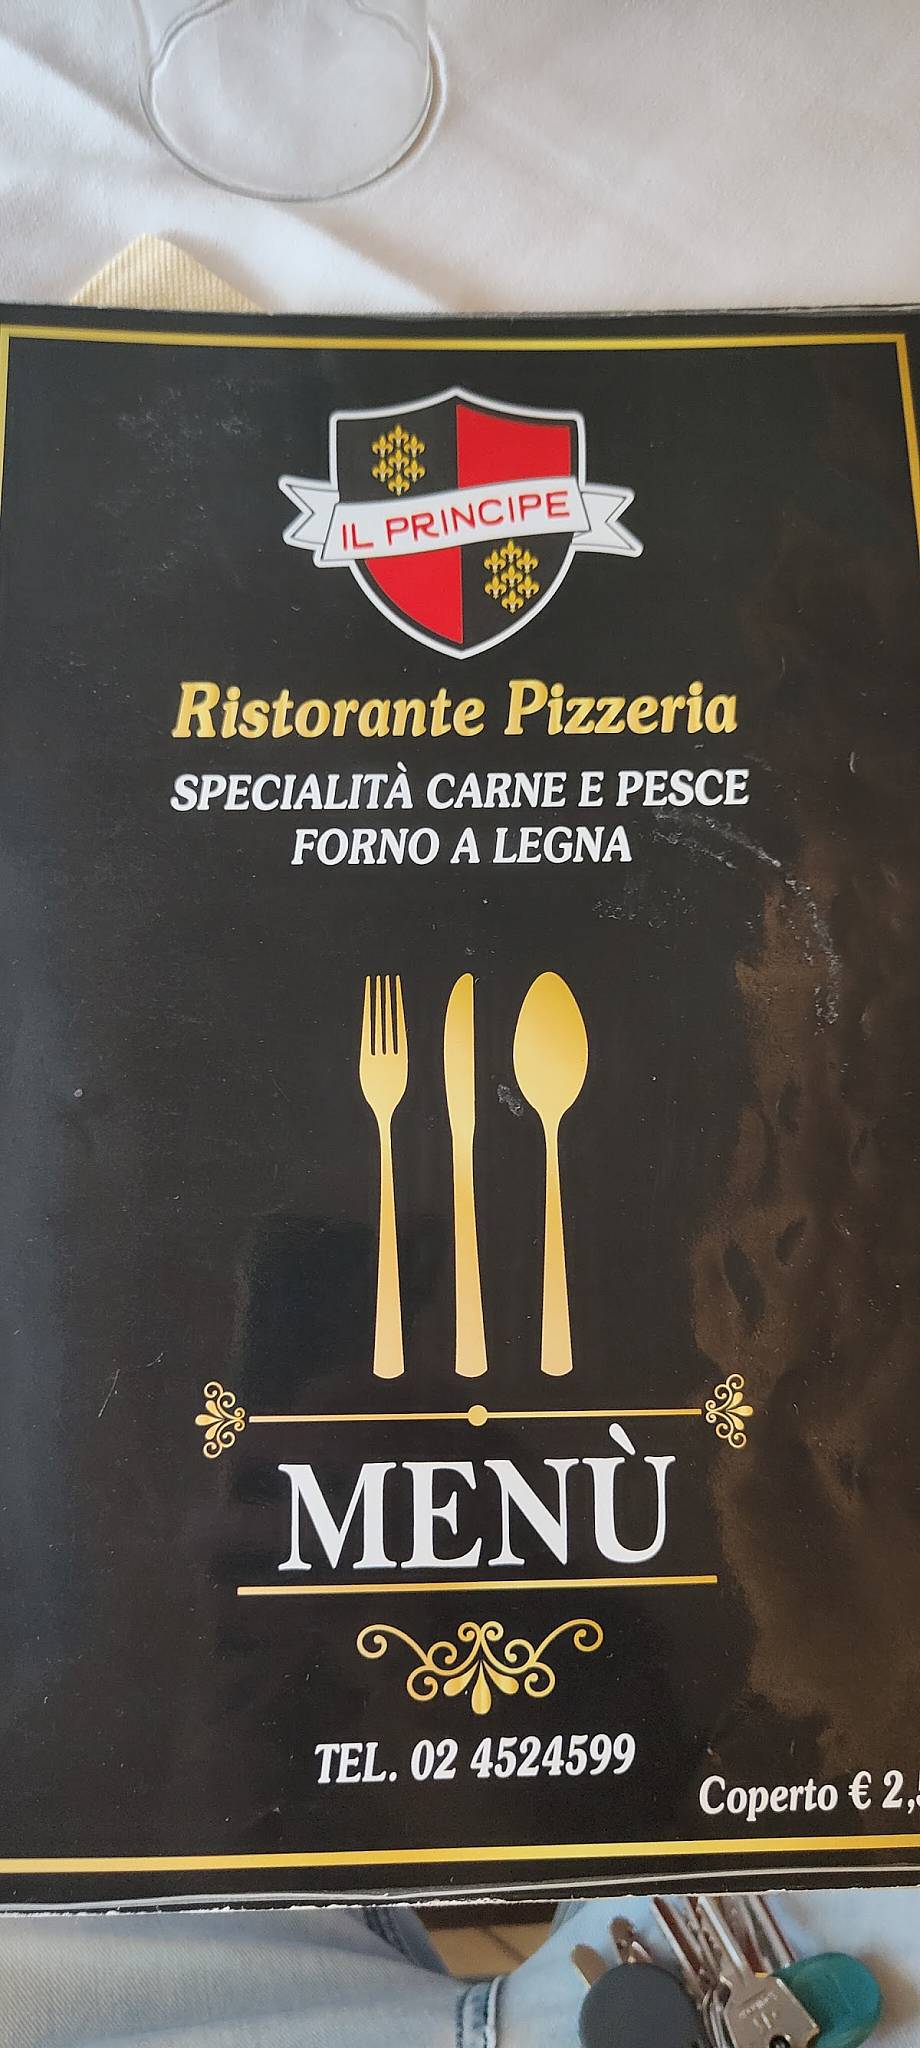 IL PRINCIPE
Ristorante Pizzeria
SPECIALITÀ CARNE E PESCE
FORNO A LEGNA
MENÙ
TEL. 02 4524599
Coperto € 2,